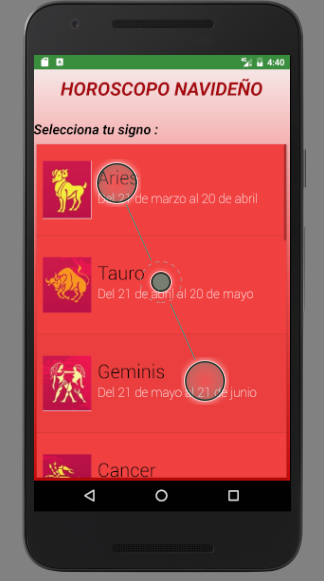 4:40
HOROSCOPO NAVIDEÑO
Selecciona tu signo :
Aries
Del 21 de marzo al 20 de abril
Tauro
Del 21 de abril al 20 de mayo
Geminis
Del 21 de mayo al 21 de junio
Cancer